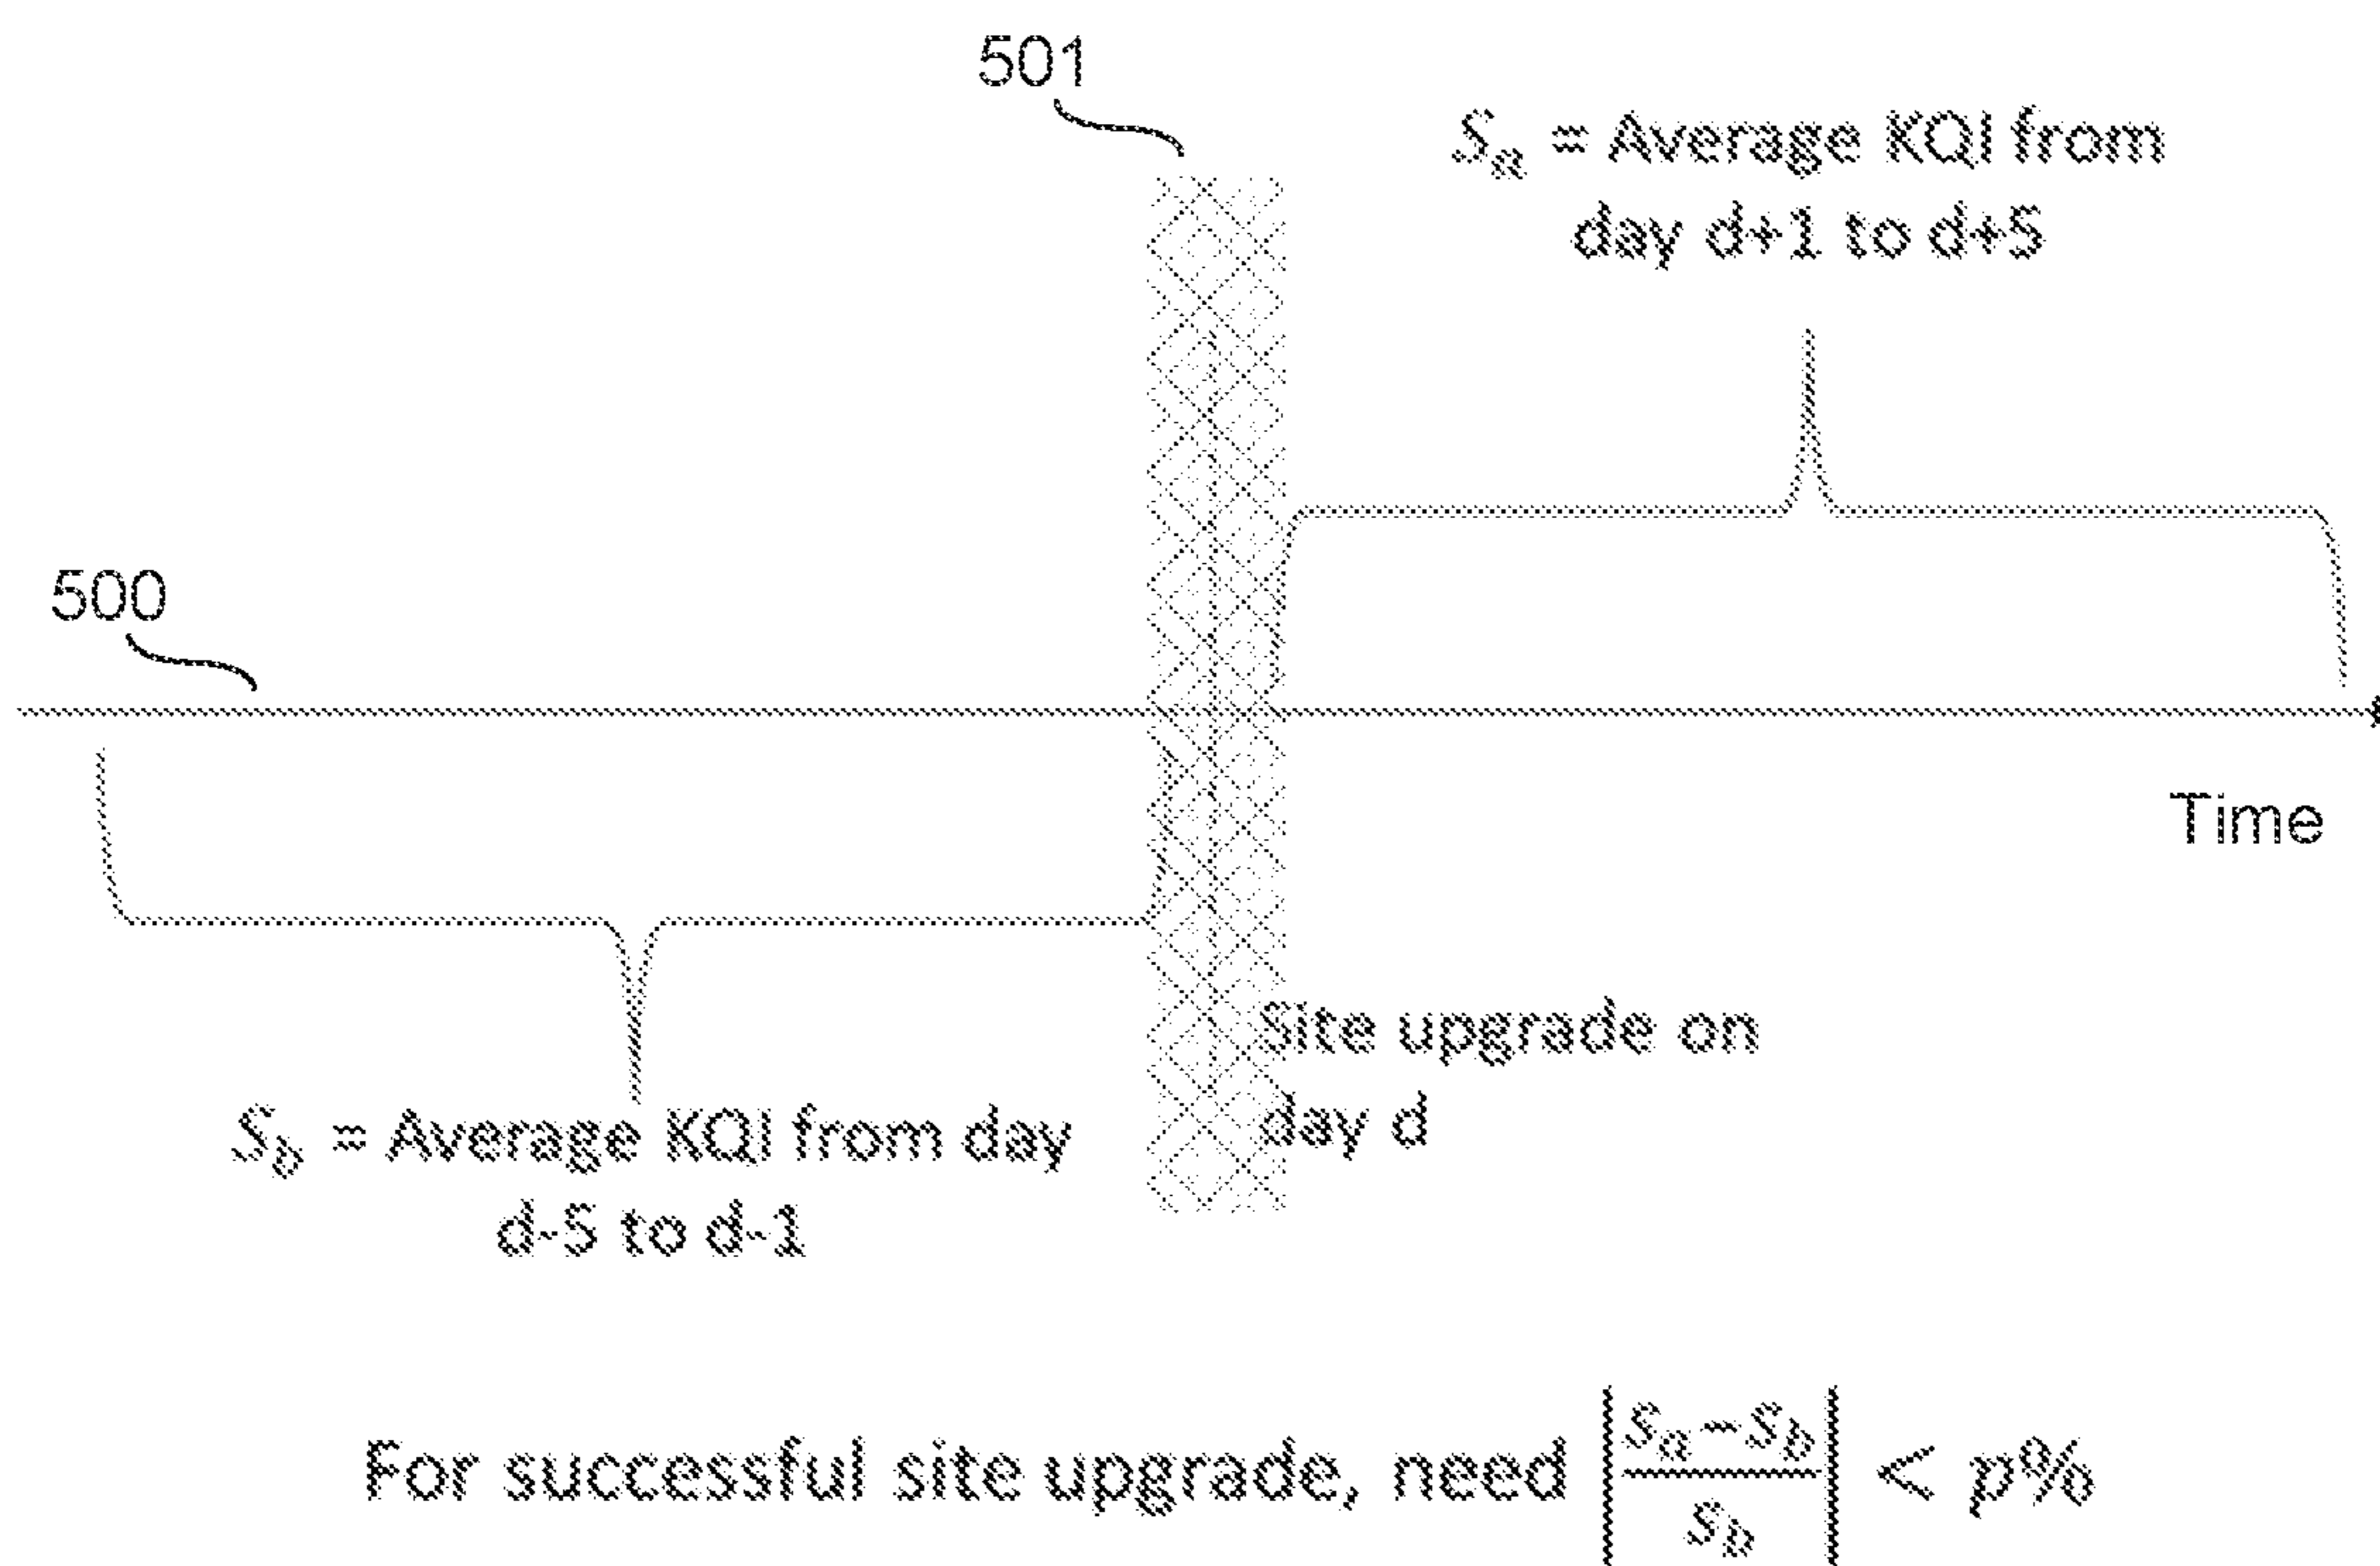 501
S_a = Average KQI from
day d+1 to d+5
500
Time
Site upgrade on
day d
S_b = Average KQI from day
d-5 to d-1
For successful site upgrade, need |(s_a−s_b)/s_b| < p%